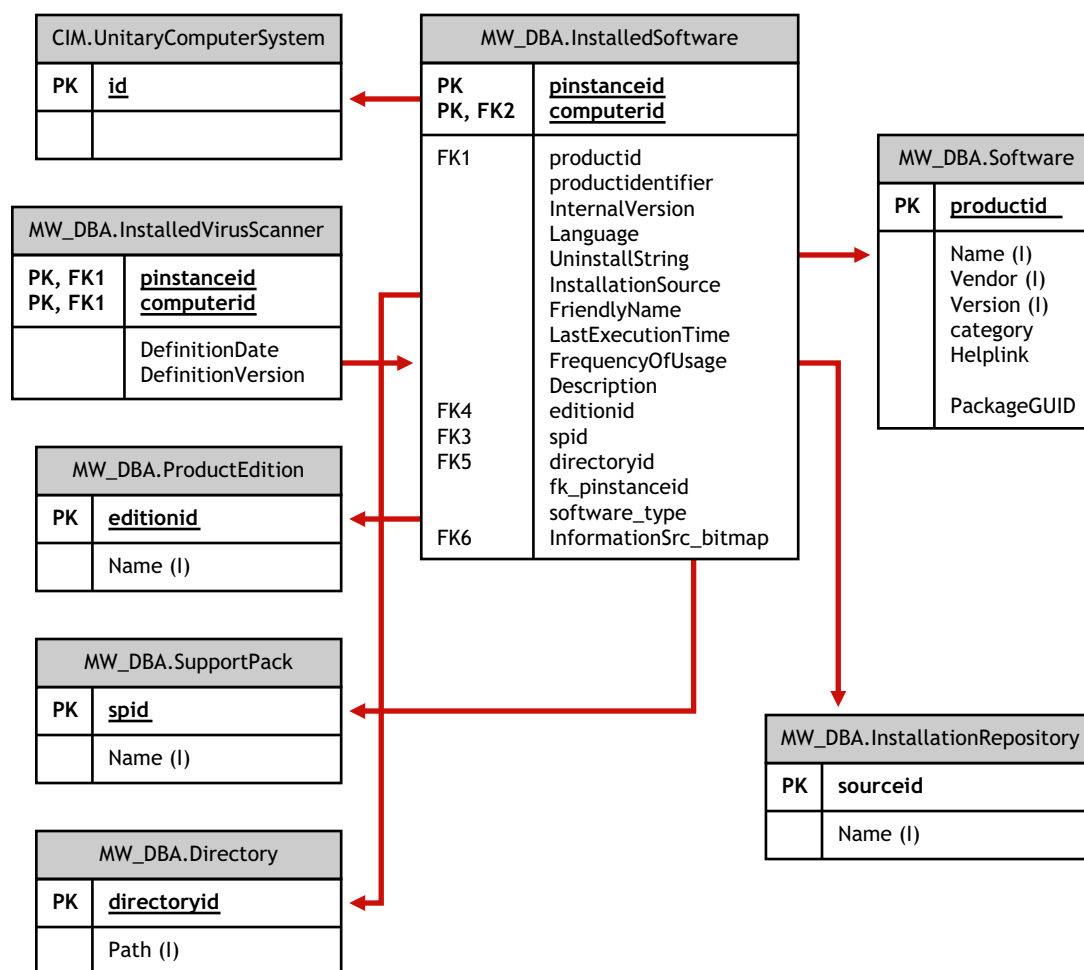 CIM.UnitaryComputerSystem
PK id
MW_DBA.InstalledVirusScanner
PK, FK1 pinstanceid
PK, FK1 computerid
DefinitionDate
DefinitionVersion
MW_DBA.ProductEdition
PK editionid
Name (I)
MW_DBA.SupportPack
PK spid
Name (I)
MW_DBA.Directory
PK directoryid
Path (I)
MW_DBA.InstalledSoftware
PK pinstanceid
PK, FK2 computerid
FK1 productid
productidentifier
InternalVersion
Language
UninstallString
InstallationSource
FriendlyName
LastExecutionTime
FrequencyOfUsage
Description
FK4 editionid
FK3 spid
FK5 directoryid
fk_pinstanceid
software_type
FK6 InformationSrc_bitmap
MW_DBA.Software
PK productid
Name (I)
Vendor (I)
Version (I)
category
Helplink
PackageGUID
MW_DBA.InstallationRepository
PK sourceid
Name (I)